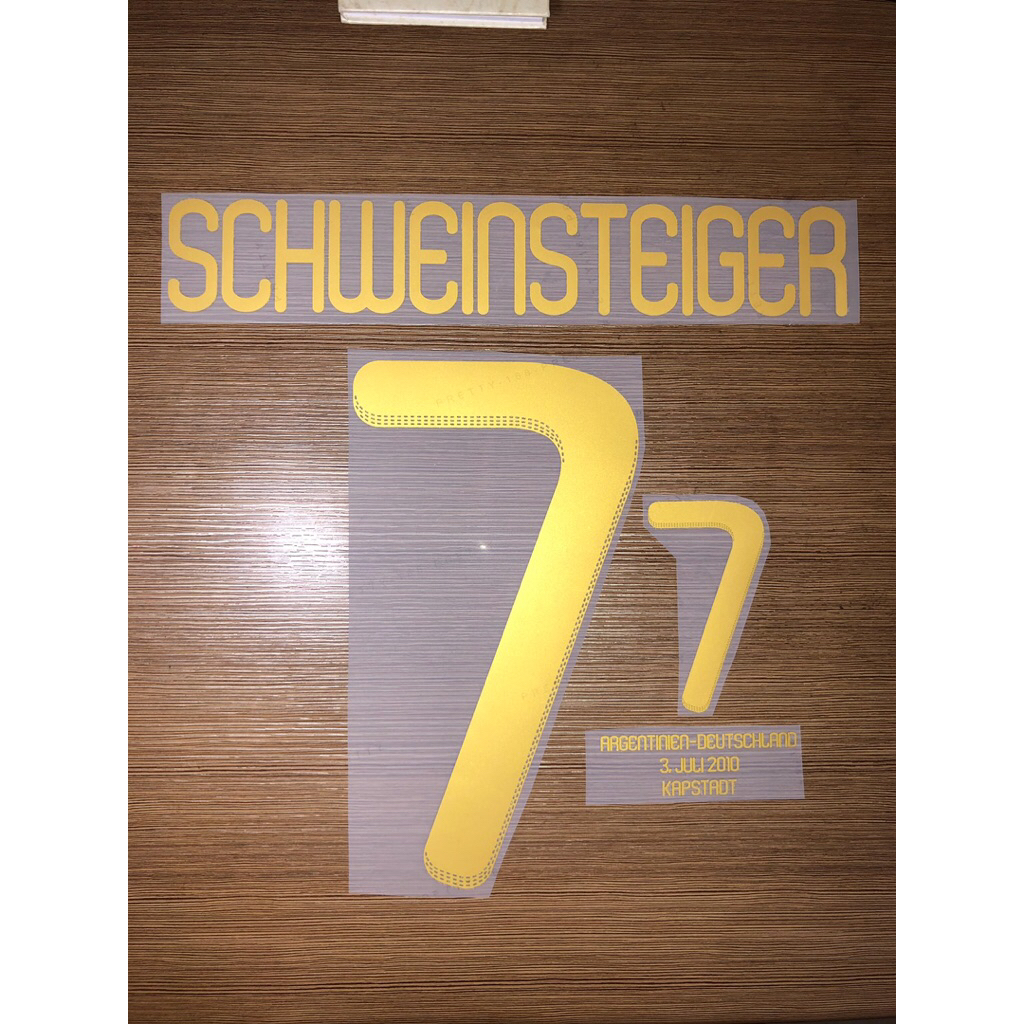 SCHWEINSTEIGER
7
7
ARGENTINIEN-DEUTSCHLAND
3. JULI 2010
KAPSTADT